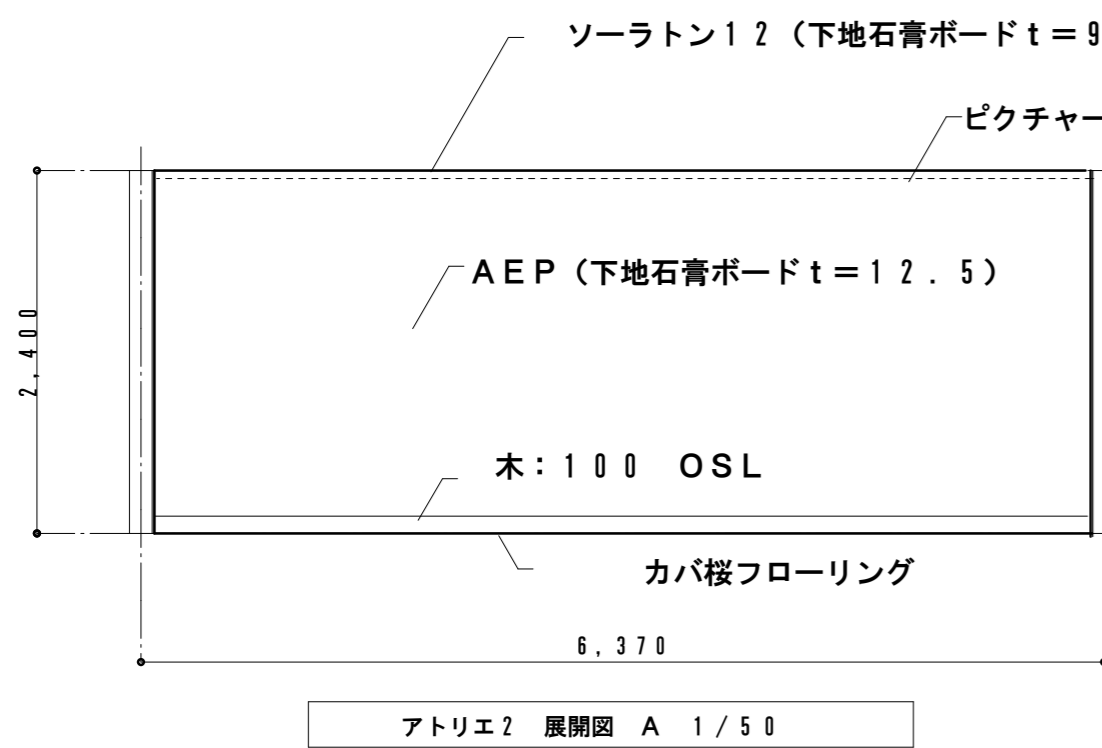 ソーラトン12（下地石膏ボードt＝9
ピクチャー
AEP（下地石膏ボードt＝12.5）
2,400
木：100　OSL
カバ桜フローリング
6,370
アトリエ2　展開図　A　1/50